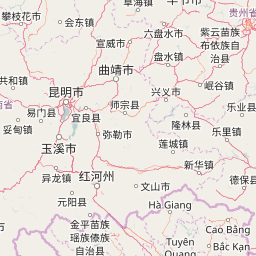 攀枝花市
会东镇
草海镇
毕节市
贵州省
宣威市
六盘水市
紫云苗族
布依族自
治县
盘水镇
曲靖市
共和镇
昆明市
南省
师宗县
兴义市
岜谷镇
易门县
宜良县
乐业县
妥甸镇
隆林县
弥勒市
乐里镇
玉溪市
莲城镇
新华镇
异龙镇
红河州
德保县
文山市
元阳县
Hà Giang
金平苗族
瑶族傣族
自治县
Cao Bằng
Tuyên
Quang
Bắc Kạn